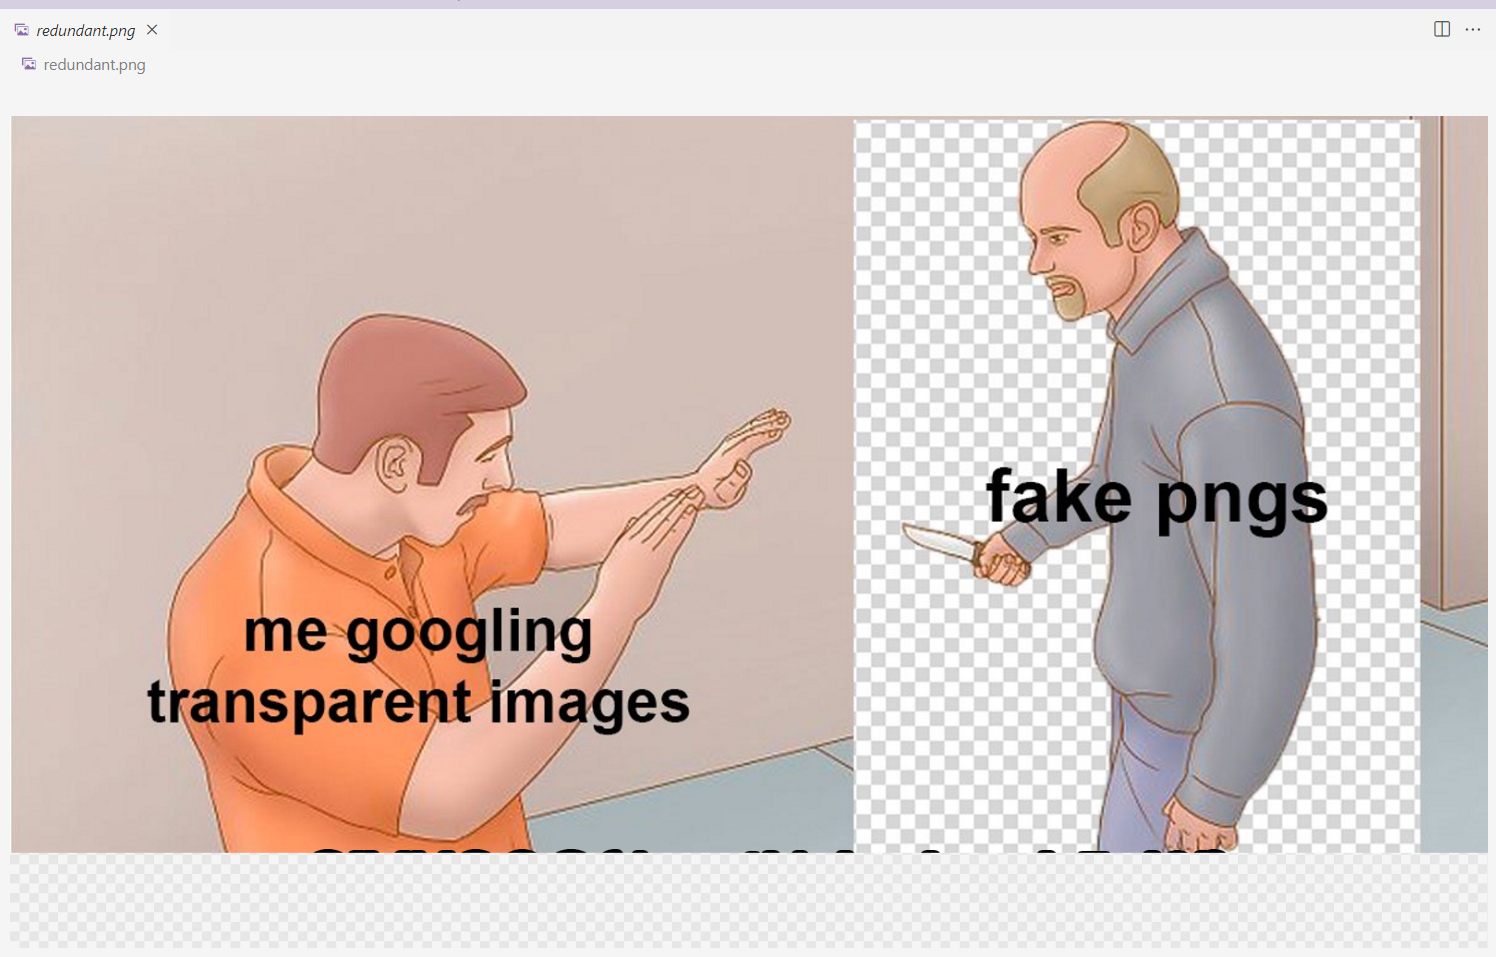 redundant.png
redundant.png
fake pngs
me googling
transparent images